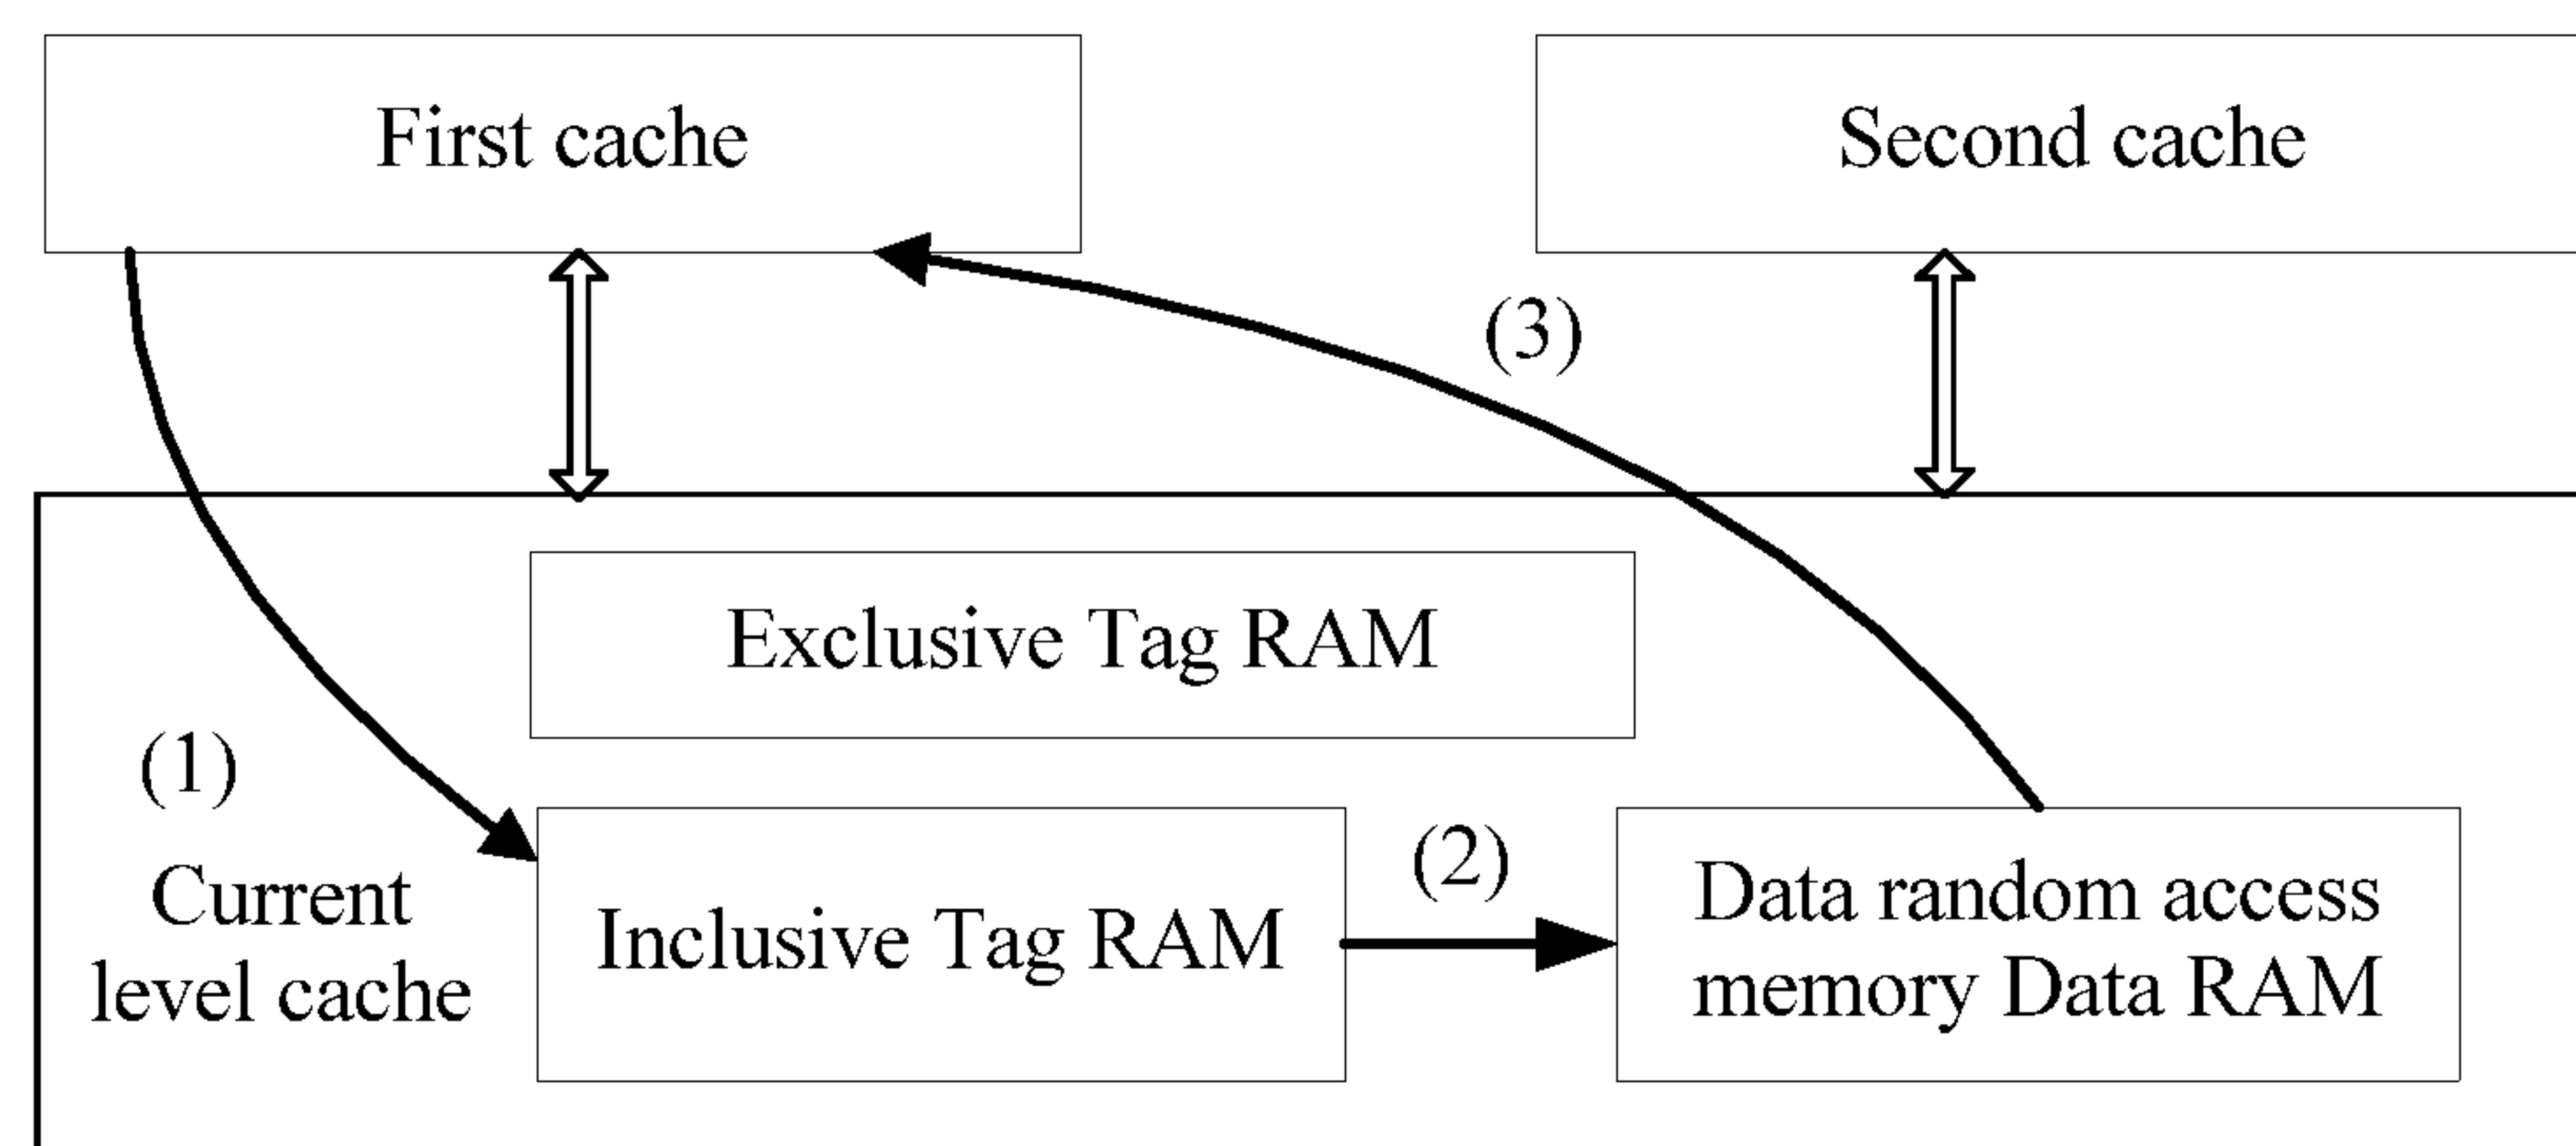 First cache
Second cache
(3)
Exclusive Tag RAM
(1)
Current
level cache
Inclusive Tag RAM
(2)
Data random access
memory Data RAM